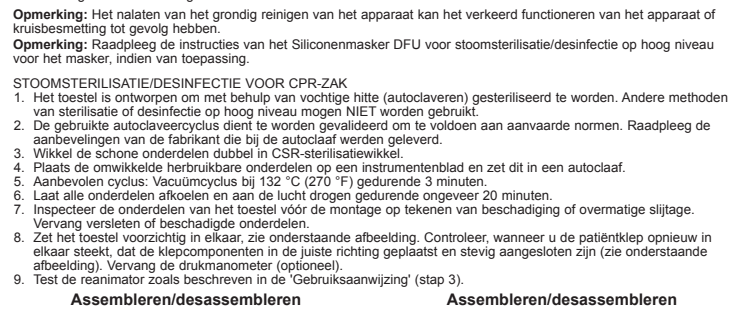 Opmerking: Het nalaten van het grondig reinigen van het apparaat kan het verkeerd functioneren van het apparaat of
kruisbesmetting tot gevolg hebben.
Opmerking: Raadpleeg de instructies van het Siliconenmasker DFU voor stoomsterilisatie/desinfectie op hoog niveau
voor het masker, indien van toepassing.
STOOMSTERILISATIE/DESINFECTIE VOOR CPR-ZAK
1. Het toestel is ontworpen om met behulp van vochtige hitte (autoclaveren) gesteriliseerd te worden. Andere methoden
van sterilisatie of desinfectie op hoog niveau mogen NIET worden gebruikt.
2. De gebruikte autoclaveercyclus dient te worden gevalideerd om te voldoen aan aanvaarde normen. Raadpleeg de
aanbevelingen van de fabrikant die bij de autoclaaf werden geleverd.
3. Wikkel de schone onderdelen dubbel in CSR-sterilisatiewikkel.
4. Plaats de omwikkelde herbruikbare onderdelen op een instrumentenblad en zet dit in een autoclaaf.
5. Aanbevolen cyclus: Vacuümcyclus bij 132 °C (270 °F) gedurende 3 minuten.
6. Laat alle onderdelen afkoelen en aan de lucht drogen gedurende ongeveer 20 minuten.
7. Inspecteer de onderdelen van het toestel vóór de montage op tekenen van beschadiging of overmatige slijtage.
Vervang versleten of beschadigde onderdelen.
8. Zet het toestel voorzichtig in elkaar, zie onderstaande afbeelding. Controleer, wanneer u de patiëntklep opnieuw in
elkaar steekt, dat de klepcomponenten in de juiste richting geplaatst en stevig aangesloten zijn (zie onderstaande
afbeelding). Vervang de drukmanometer (optioneel).
9. Test de reanimator zoals beschreven in de 'Gebruiksaanwijzing' (stap 3).
Assembleren/desassembleren Assembleren/desassembleren